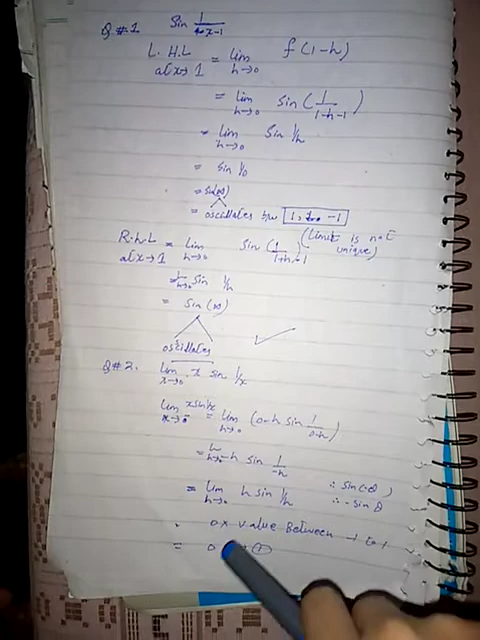 Q.#1 Sin 1/x-1
L.H.L at x→1 = lim h→0 f(1-h)
= lim h→0 sin(1/1-h-1)
= lim h→0 Sin 1/h
= sin 1/0
= sin(∞)
= oscillates b/w 1, -1
(Limit is not unique)
R.h.L at x→1 = lim h→0 Sin(1/1+h-1)
= lim h→0 Sin 1/h
= Sin(∞)
oscillates
Q#2. lim x→0 x sin 1/x
lim x→0⁻ x sin 1/x = lim h→0 (0-h sin 1/0-h)
= lim h→0 -h sin 1/-h
= lim h→0 h sin 1/h ∴ sin(-θ)
∴ -sin θ
0x value Between -1 to 1
= 0